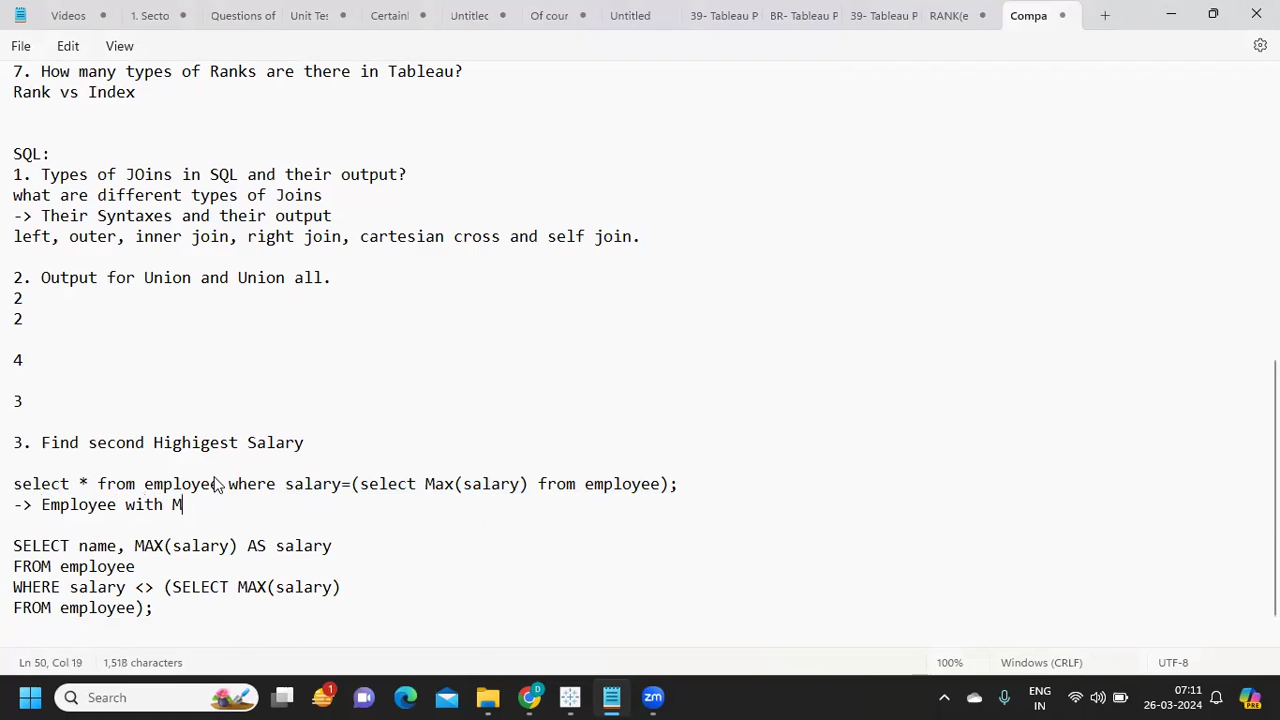 Videos
1. Secto
Questions of
Unit Tes
Certainl
Untitlec
Of cour
Untitled
39- Tableau P
BR- Tableau P
39- Tableau P
RANK(e
Compa
File Edit View
7. How many types of Ranks are there in Tableau?
Rank vs Index
SQL:
1. Types of JOins in SQL and their output?
what are different types of Joins
-> Their Syntaxes and their output
left, outer, inner join, right join, cartesian cross and self join.
2. Output for Union and Union all.
2
2
4
3
3. Find second Highigest Salary
select * from employee where salary=(select Max(salary) from employee);
-> Employee with M
SELECT name, MAX(salary) AS salary
FROM employee
WHERE salary <> (SELECT MAX(salary)
FROM employee);
Ln 50, Col 19 1,518 characters 100% Windows (CRLF) UTF-8
Search
1
D
zm
ENG
IN
07:11
26-03-2024
PRE